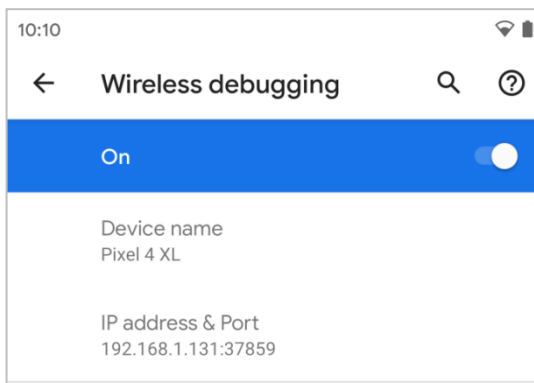 10:10
Wireless debugging
On
Device name
Pixel 4 XL
IP address & Port
192.168.1.131:37859